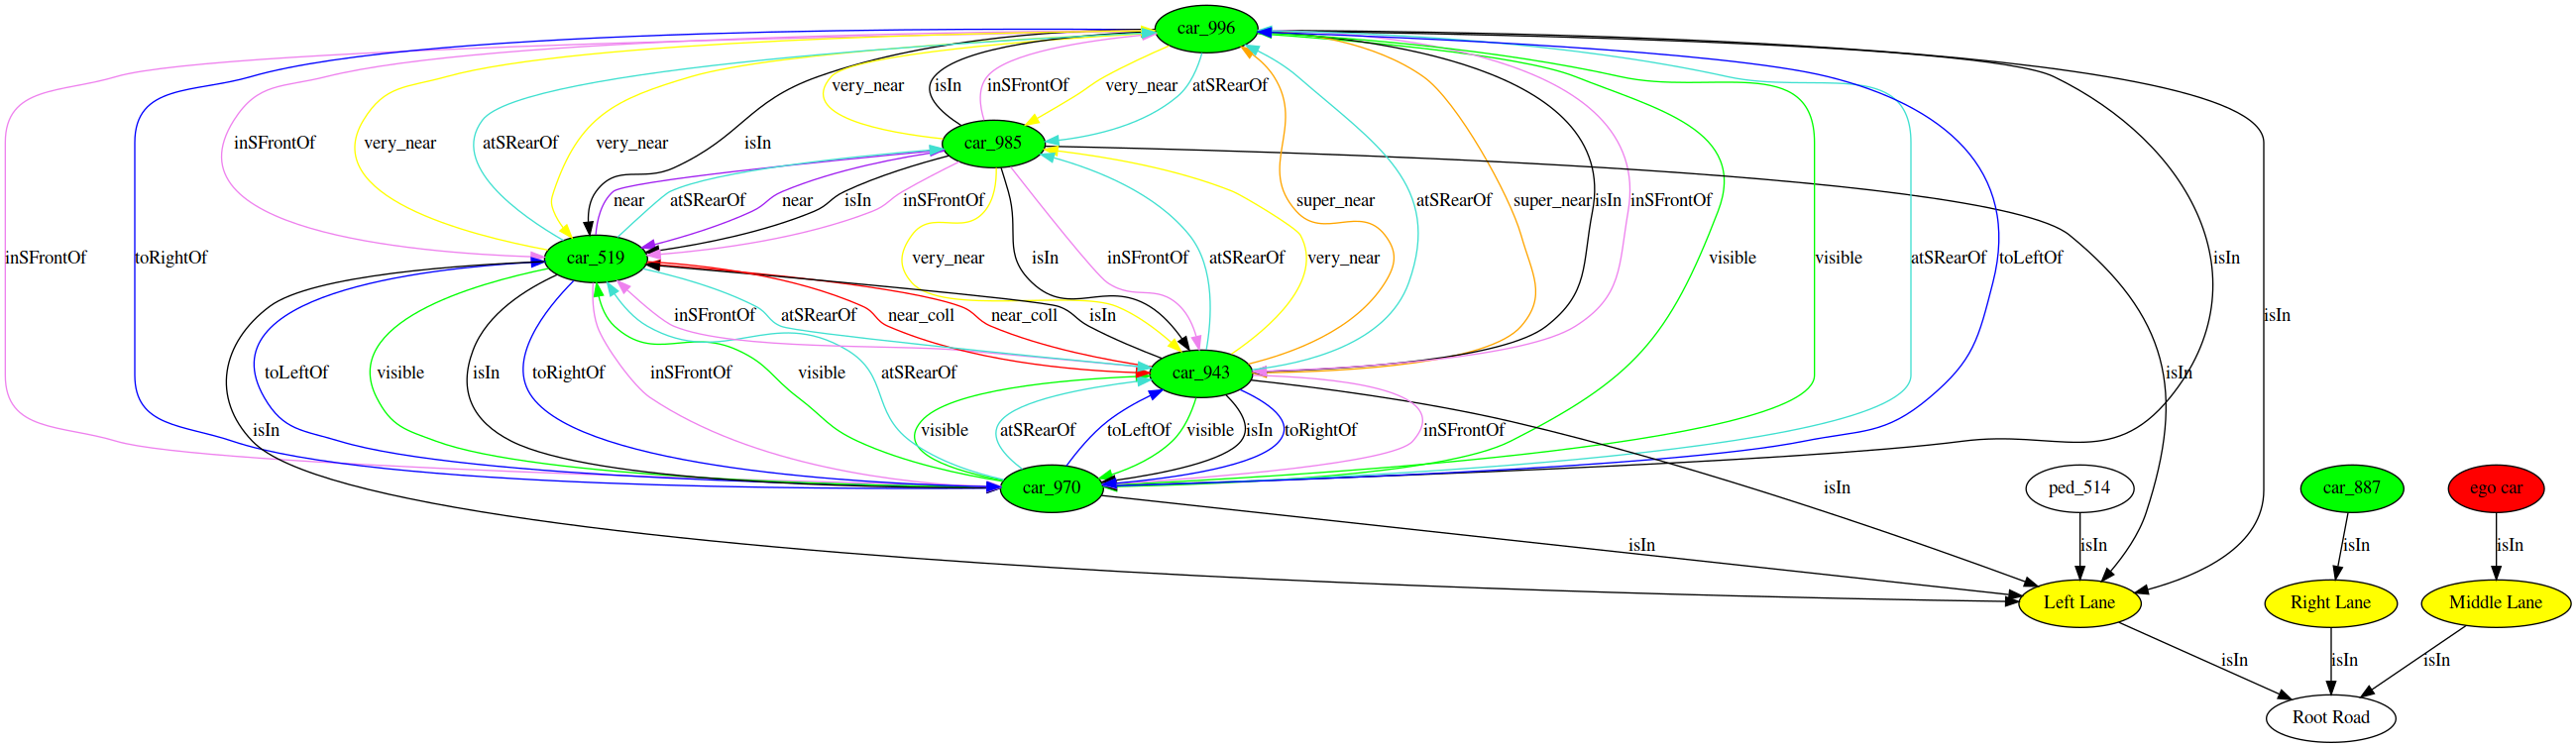 car_996
very_near
isIn
inSFrontOf
very_near
atSRearOf
inSFrontOf
very_near
atSRearOf
very_near
isIn
car_985
near
atSRearOf
near
isIn
inSFrontOf
super_near
atSRearOf
super_near
isIn
inSFrontOf
inSFrontOf
toRightOf
car_519
very_near
isIn
inSFrontOf
atSRearOf
very_near
visible
visible
atSRearOf
toLeftOf
isIn
inSFrontOf
atSRearOf
near_coll
near_coll
isIn
isIn
toLeftOf
visible
isIn
toRightOf
inSFrontOf
visible
atSRearOf
car_943
isIn
isIn
visible
atSRearOf
toLeftOf
visible
isIn
toRightOf
inSFrontOf
car_970
isIn
ped_514
car_887
ego car
isIn
isIn
isIn
isIn
Left Lane
Right Lane
Middle Lane
isIn
isIn
isIn
Root Road